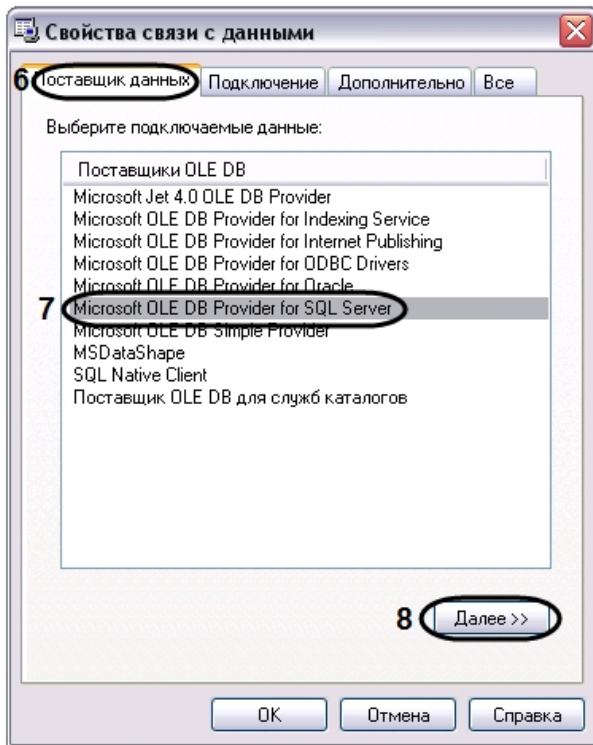 Свойства связи с данными
6 Поставщик данных Подключение Дополнительно Все
Выберите подключаемые данные:
Поставщики OLE DB
Microsoft Jet 4.0 OLE DB Provider
Microsoft OLE DB Provider for Indexing Service
Microsoft OLE DB Provider for Internet Publishing
Microsoft OLE DB Provider for ODBC Drivers
Microsoft OLE DB Provider for Oracle
7 Microsoft OLE DB Provider for SQL Server
Microsoft OLE DB Simple Provider
MSDataShape
SQL Native Client
Поставщик OLE DB для служб каталогов
8 Далее >>
OK Отмена Справка